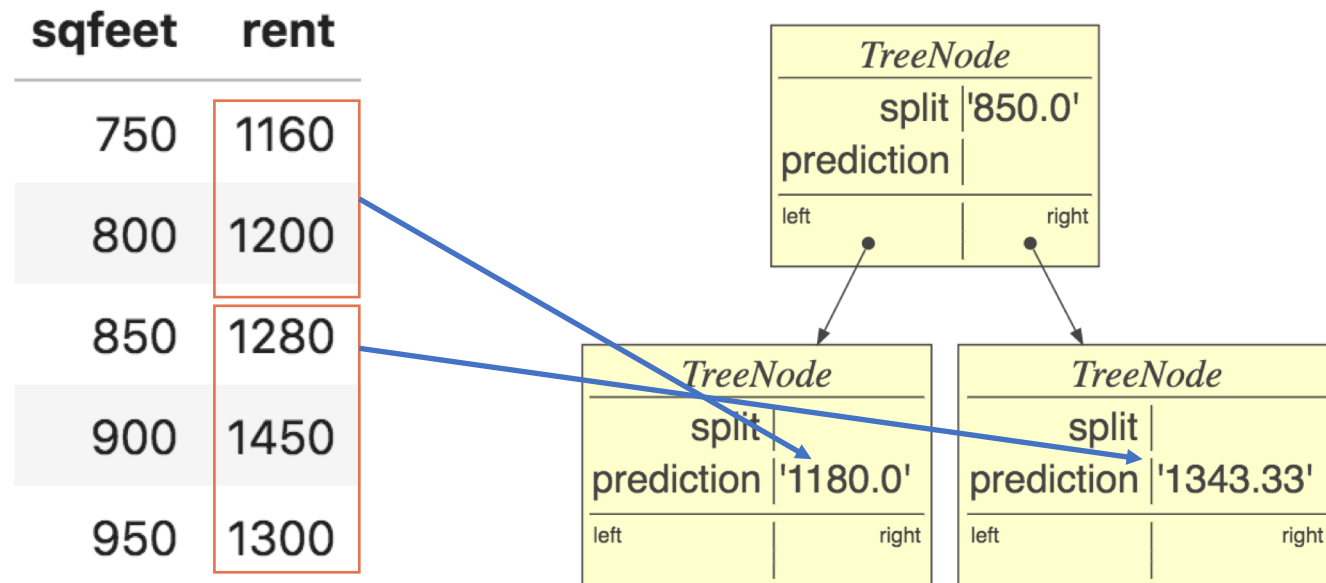 sqfeet rent
750 1160
800 1200
850 1280
900 1450
950 1300
TreeNode
split '850.0'
prediction
left right
TreeNode
split
prediction '1180.0'
left right
TreeNode
split
prediction '1343.33'
left right